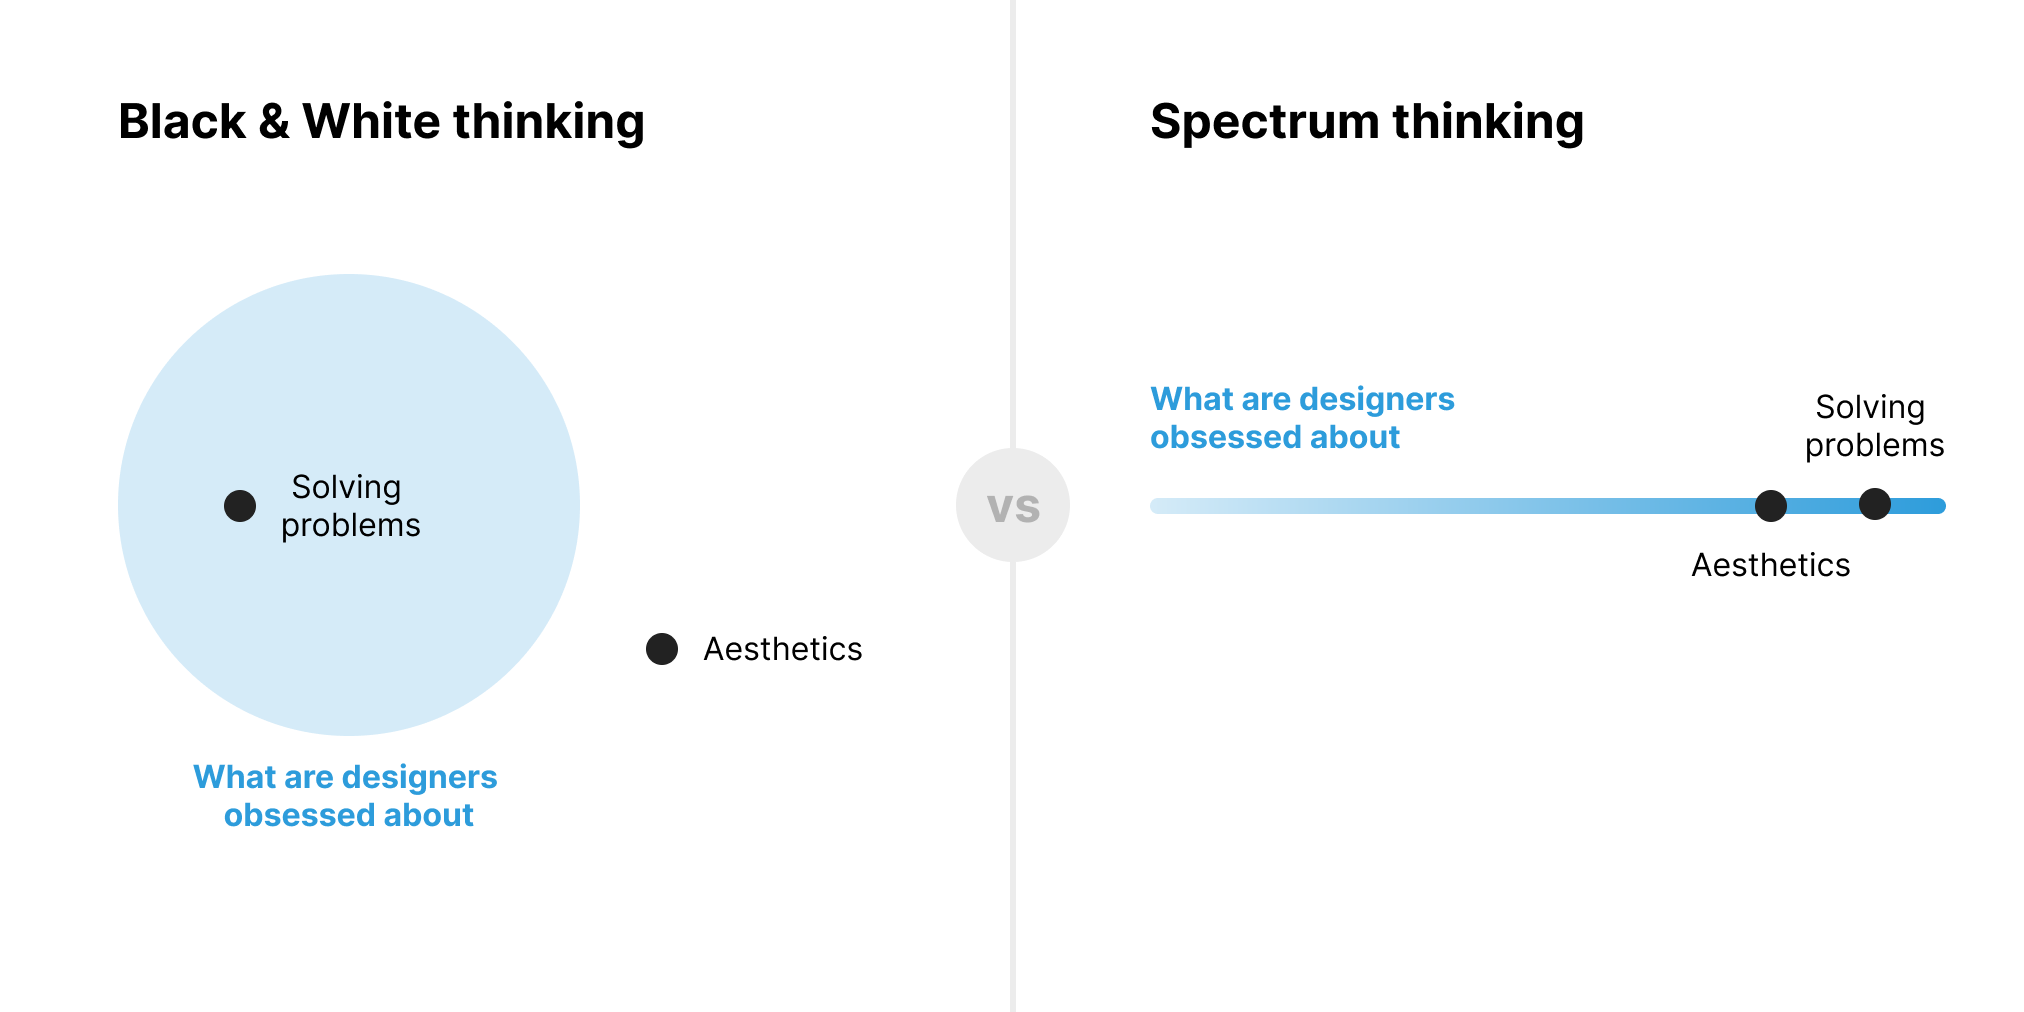 Black & White thinking
Solving
problems
Aesthetics
What are designers
obsessed about
vs
Spectrum thinking
What are designers
obsessed about
Solving
problems
Aesthetics